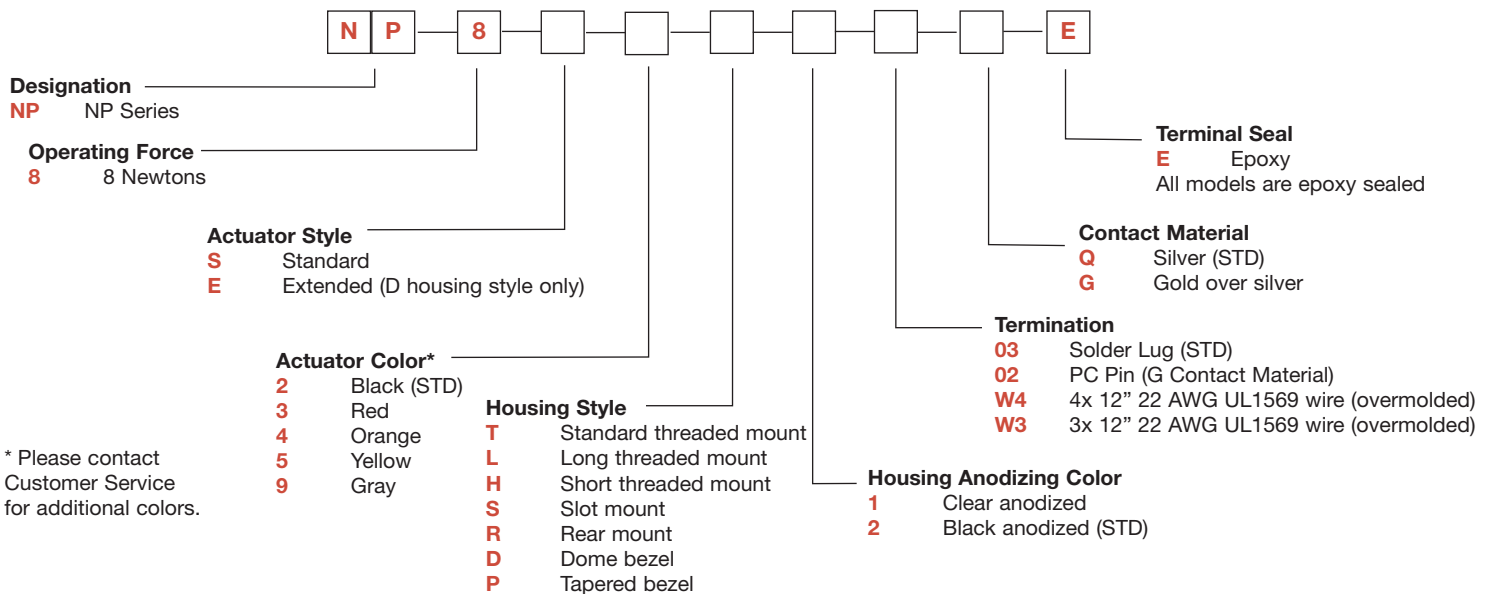 N P 8 E
Designation
NP NP Series
Operating Force
8 8 Newtons
Actuator Style
S Standard
E Extended (D housing style only)
Actuator Color*
2 Black (STD)
3 Red
4 Orange
5 Yellow
9 Gray
* Please contact
Customer Service
for additional colors.
Housing Style
T Standard threaded mount
L Long threaded mount
H Short threaded mount
S Slot mount
R Rear mount
D Dome bezel
P Tapered bezel
Housing Anodizing Color
1 Clear anodized
2 Black anodized (STD)
Termination
03 Solder Lug (STD)
02 PC Pin (G Contact Material)
W4 4x 12” 22 AWG UL1569 wire (overmolded)
W3 3x 12” 22 AWG UL1569 wire (overmolded)
Contact Material
Q Silver (STD)
G Gold over silver
Terminal Seal
E Epoxy
All models are epoxy sealed